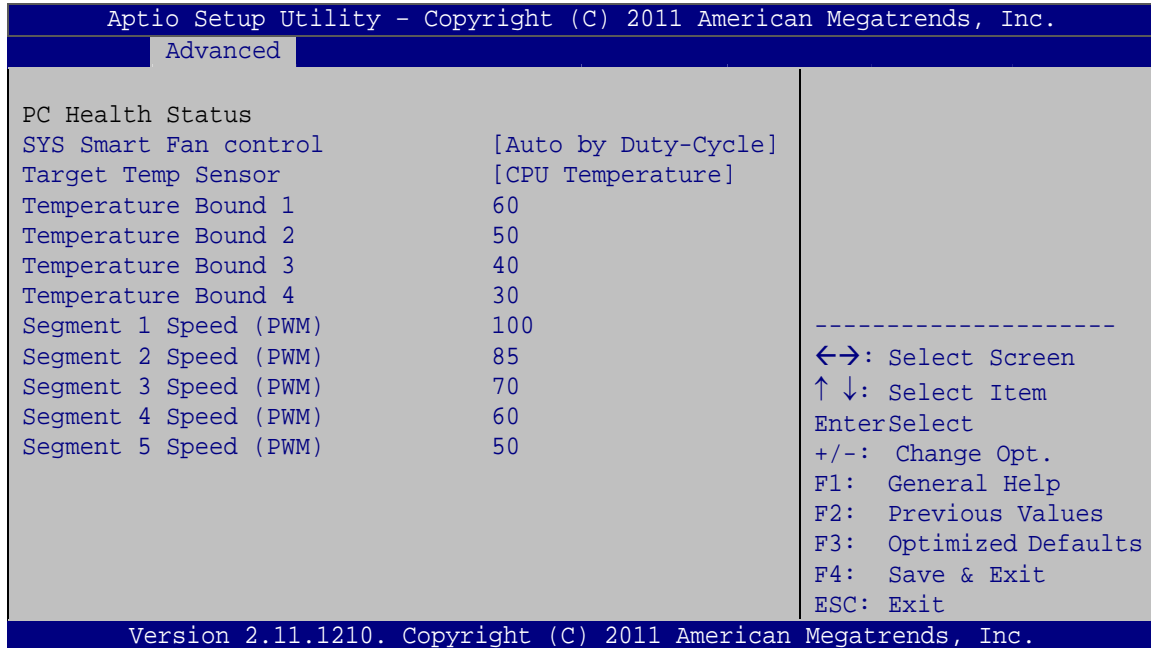 Aptio Setup Utility – Copyright (C) 2011 American Megatrends, Inc.
Advanced
PC Health Status
SYS Smart Fan control [Auto by Duty-Cycle]
Target Temp Sensor [CPU Temperature]
Temperature Bound 1 60
Temperature Bound 2 50
Temperature Bound 3 40
Temperature Bound 4 30
Segment 1 Speed (PWM) 100
Segment 2 Speed (PWM) 85
Segment 3 Speed (PWM) 70
Segment 4 Speed (PWM) 60
Segment 5 Speed (PWM) 50
---------------------
←→: Select Screen
↑ ↓: Select Item
EnterSelect
+/-: Change Opt.
F1: General Help
F2: Previous Values
F3: Optimized Defaults
F4: Save & Exit
ESC: Exit
Version 2.11.1210. Copyright (C) 2011 American Megatrends, Inc.